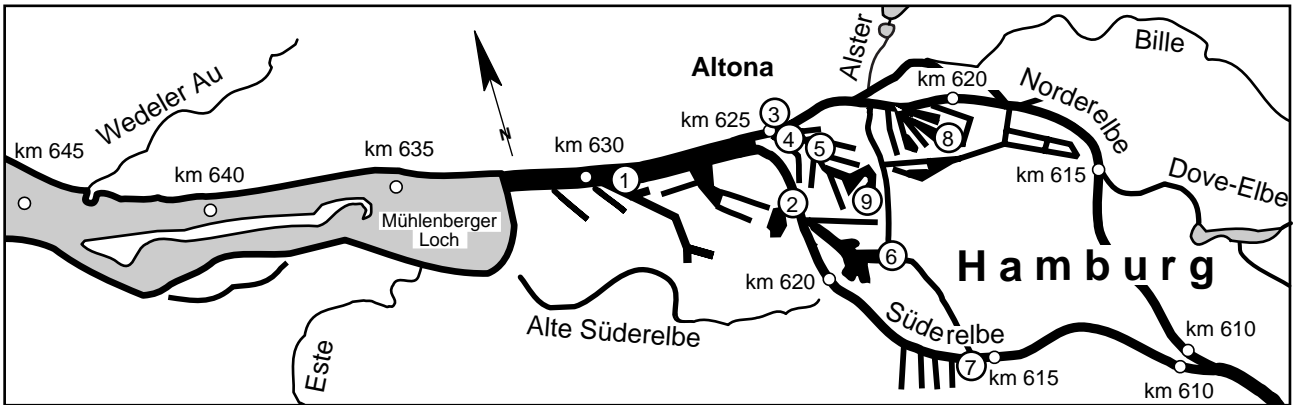 Wedeler Au
km 645
km 640
km 635
Mühlenberger
Loch
Este
N
km 630
1
Alte Süderelbe
Altona
km 625
3
4
5
2
9
8
6
7
Alster
km 620
Bille
Norderelbe
km 615
Dove-Elbe
Hamburg
km 620
Süderelbe
km 615
km 610
km 610